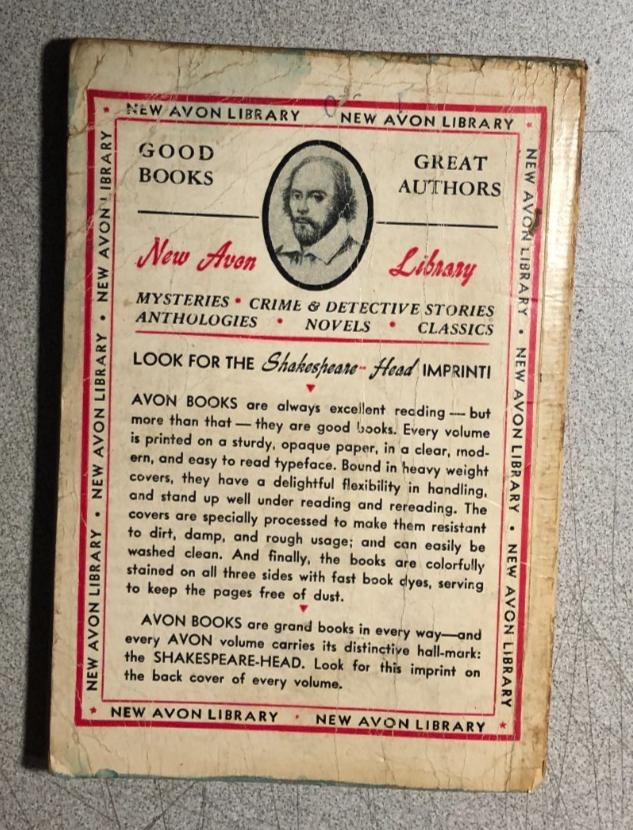 NEW AVON LIBRARY NEW AVON LIBRARY
GOOD BOOKS
GREAT AUTHORS
New Avon Library
MYSTERIES • CRIME & DETECTIVE STORIES
ANTHOLOGIES • NOVELS • CLASSICS
LOOK FOR THE Shakespeare-Head IMPRINT!
AVON BOOKS are always excellent reading — but
more than that — they are good books. Every volume
is printed on a sturdy, opaque paper, in a clear, mod-
ern, and easy to read typeface. Bound in heavy weight
covers, they have a delightful flexibility in handling,
and stand up well under reading and rereading. The
covers are specially processed to make them resistant
to dirt, damp, and rough usage; and can easily be
washed clean. And finally, the books are colorfully
stained on all three sides with fast book dyes, serving
to keep the pages free of dust.
AVON BOOKS are grand books in every way—and
every AVON volume carries its distinctive hall-mark:
the SHAKESPEARE-HEAD. Look for this imprint on
the back cover of every volume.
NEW AVON LIBRARY • NEW AVON LIBRARY
NEW AVON LIBRARY • NEW AVON LIBRARY • NEW AVON LIBRARY
NEW AVON LIBRARY • NEW AVON LIBRARY • NEW AVON LIBRARY